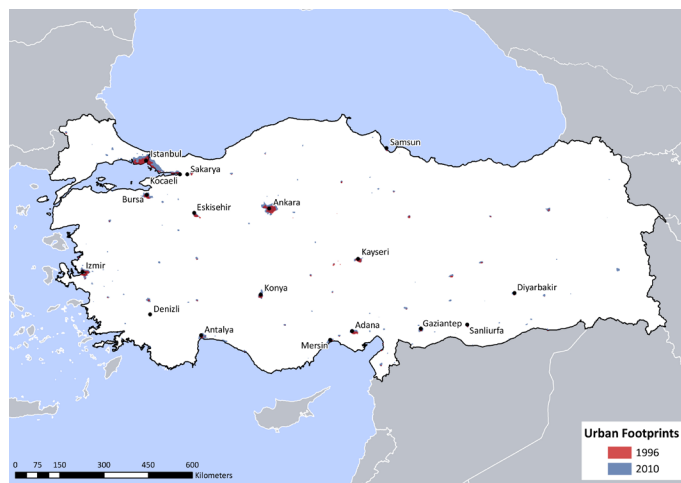 Samsun
Istanbul
Sakarya
Kocaeli
Bursa
Eskisehir
Ankara
Kayseri
Izmir
Konya
Diyarbakir
Denizli
Antalya
Adana
Gaziantep
Sanliurfa
Mersin
Urban Footprints
1996
2010
0 75 150 300 450 600
Kilometers